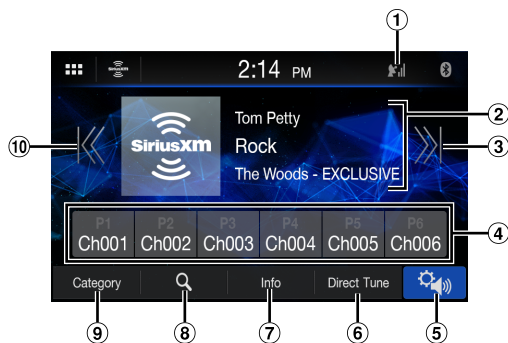 1
siriusxm 2:14 PM
Tom Petty
2
10
SiriusXM
Rock
3
The Woods - EXCLUSIVE
P1 P2 P3 P4 P5 P6
Ch001 Ch002 Ch003 Ch004 Ch005 Ch006
4
Category Info Direct Tune
9 8 7 6 5